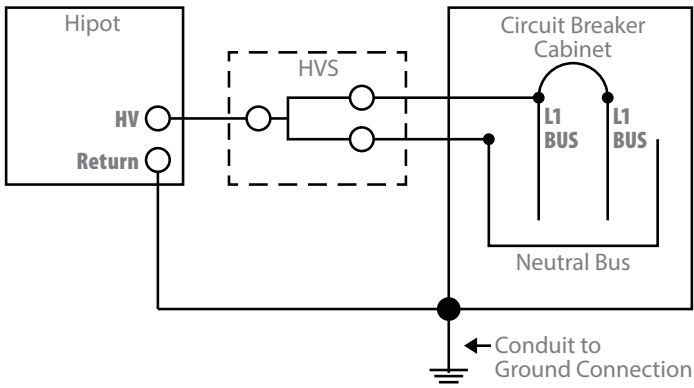 Hipot
HV
Return
HVS
Circuit Breaker
Cabinet
L1
BUS
L1
BUS
Neutral Bus
Conduit to
Ground Connection